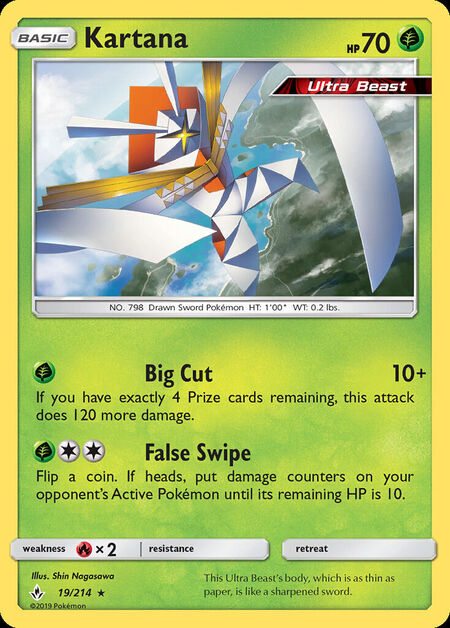 BASIC Kartana HP 70
Ultra Beast
NO. 798 Drawn Sword Pokémon HT: 1'00" WT: 0.2 lbs.
Big Cut 10+
If you have exactly 4 Prize cards remaining, this attack
does 120 more damage.
False Swipe
Flip a coin. If heads, put damage counters on your
opponent's Active Pokémon until its remaining HP is 10.
weakness ×2 resistance retreat
Illus. Shin Nagasawa
19/214 ★
©2019 Pokémon
This Ultra Beast's body, which is as thin as
paper, is like a sharpened sword.